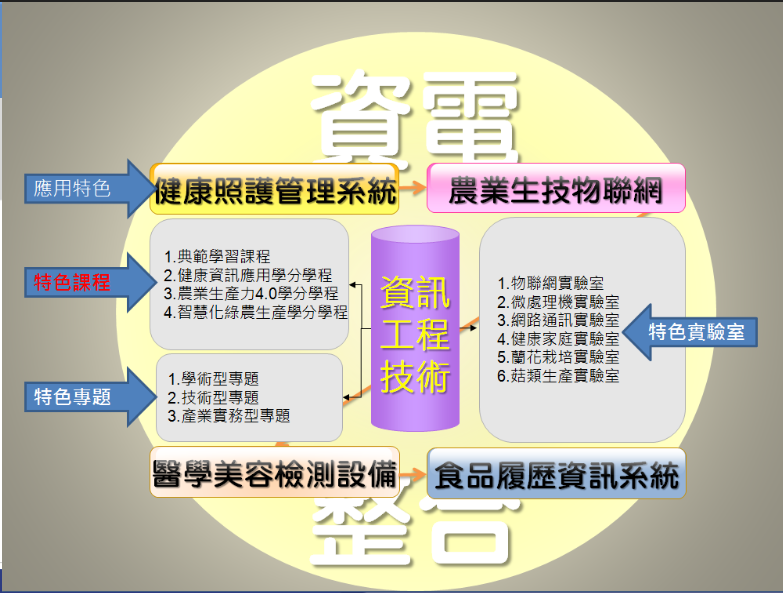 資電
應用特色
健康照護管理系統
農業生技物聯網
特色課程
1.典範學習課程
2.健康資訊應用學分學程
3.農業生產力4.0學分學程
4.智慧化綠農生產學分學程
資訊
工程
技術
1.物聯網實驗室
2.微處理機實驗室
3.網路通訊實驗室
4.健康家庭實驗室
5.蘭花栽培實驗室
6.菇類生產實驗室
特色實驗室
特色專題
1.學術型專題
2.技術型專題
3.產業實務型專題
醫學美容檢測設備
食品履歷資訊系統
整合